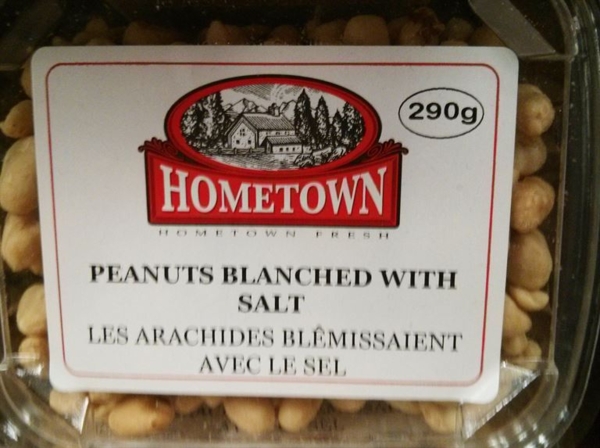 290g
HOMETOWN
HOMETOWN FRESH
PEANUTS BLANCHED WITH
SALT
LES ARACHIDES BLÊMISSAIENT
AVEC LE SEL